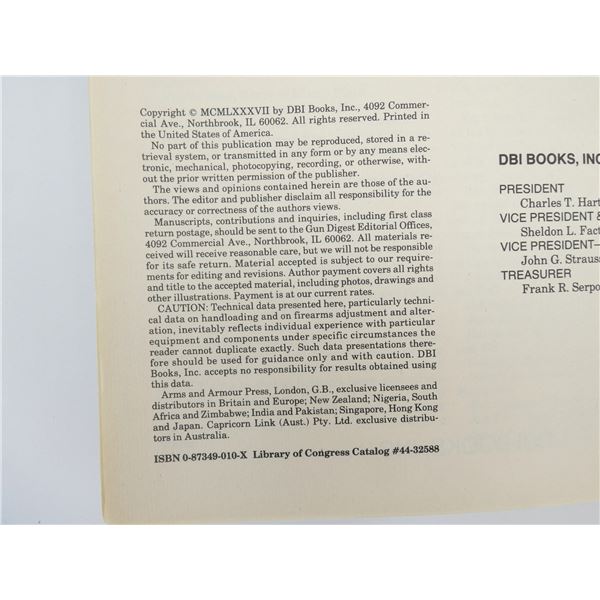 Copyright © MCMLXXXVII by DBI Books, Inc., 4092 Commer-
cial Ave., Northbrook, IL 60062. All rights reserved. Printed in
the United States of America.
No part of this publication may be reproduced, stored in a re-
trieval system, or transmitted in any form or by any means elec-
tronic, mechanical, photocopying, recording, or otherwise, with-
out the prior written permission of the publisher.
The views and opinions contained herein are those of the au-
thors. The editor and publisher disclaim all responsibility for the
accuracy or correctness of the authors views.
Manuscripts, contributions and inquiries, including first class
return postage, should be sent to the Gun Digest Editorial Offices,
4092 Commercial Ave., Northbrook, IL 60062. All materials re-
ceived will receive reasonable care, but we will not be responsible
for its safe return. Material accepted is subject to our require-
ments for editing and revisions. Author payment covers all rights
and title to the accepted material, including photos, drawings and
other illustrations. Payment is at our current rates.
CAUTION: Technical data presented here, particularly techni-
cal data on handloading and on firearms adjustment and alter-
ation, inevitably reflects individual experience with particular
equipment and components under specific circumstances the
reader cannot duplicate exactly. Such data presentations there-
fore should be used for guidance only and with caution. DBI
Books, Inc. accepts no responsibility for results obtained using
this data.
Arms and Armour Press, London, G.B., exclusive licensees and
distributors in Britain and Europe; New Zealand; Nigeria, South
Africa and Zimbabwe; India and Pakistan; Singapore, Hong Kong
and Japan. Capricorn Link (Aust.) Pty. Ltd. exclusive distribu-
tors in Australia.
ISBN 0-87349-010-X Library of Congress Catalog #44-32588
DBI BOOKS, INC
PRESIDENT
Charles T. Hart
VICE PRESIDENT &
Sheldon L. Fact
VICE PRESIDENT—
John G. Strauss
TREASURER
Frank R. Serpo